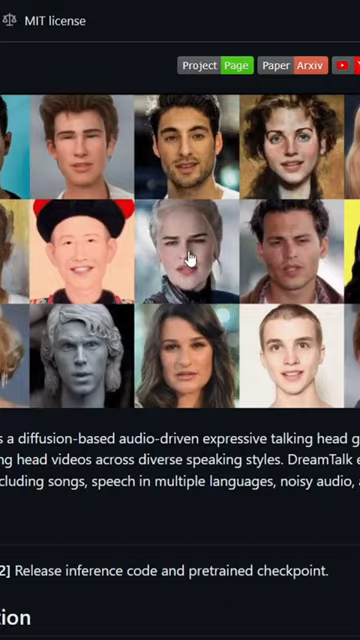 MIT license
Project Page Paper Arxiv
s a diffusion-based audio-driven expressive talking head g
ng head videos across diverse speaking styles. DreamTalk e
cluding songs, speech in multiple languages, noisy audio, a
2] Release inference code and pretrained checkpoint.
tion